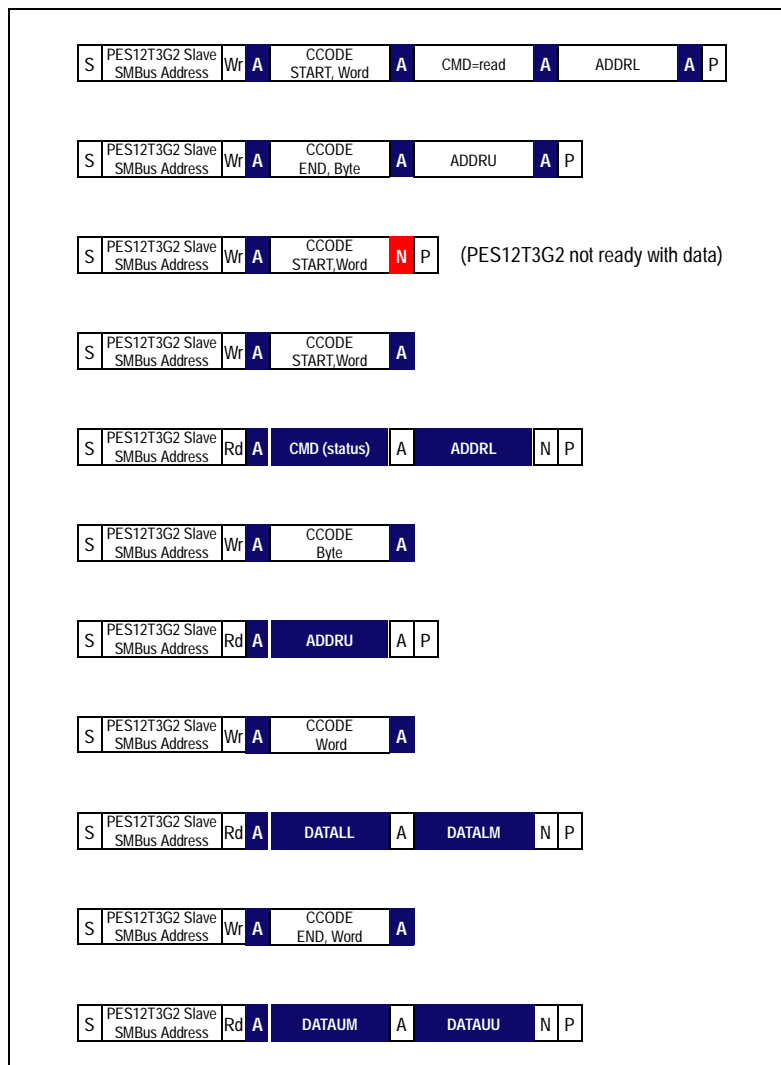 S PES12T3G2 Slave SMBus Address Wr A CCODE START, Word A CMD=read A ADDRL A P
S PES12T3G2 Slave SMBus Address Wr A CCODE END, Byte A ADDRU A P
S PES12T3G2 Slave SMBus Address Wr A CCODE START,Word N P (PES12T3G2 not ready with data)
S PES12T3G2 Slave SMBus Address Wr A CCODE START,Word A
S PES12T3G2 Slave SMBus Address Rd A CMD (status) A ADDRL N P
S PES12T3G2 Slave SMBus Address Wr A CCODE Byte A
S PES12T3G2 Slave SMBus Address Rd A ADDRU A P
S PES12T3G2 Slave SMBus Address Wr A CCODE Word A
S PES12T3G2 Slave SMBus Address Rd A DATALL A DATALM N P
S PES12T3G2 Slave SMBus Address Wr A CCODE END, Word A
S PES12T3G2 Slave SMBus Address Rd A DATAUM A DATAUU N P